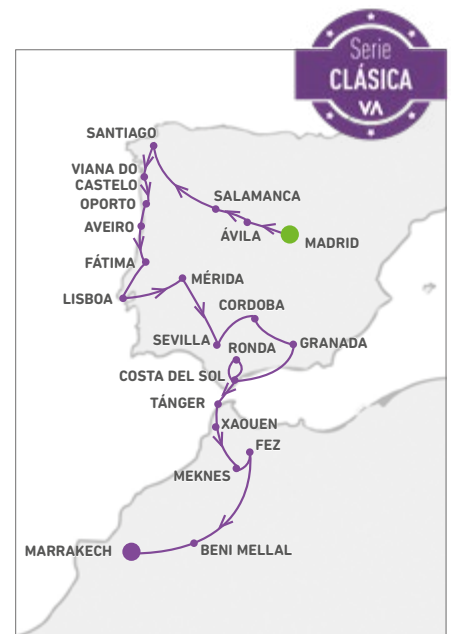 Serie
CLÁSICA
VA
SANTIAGO
VIANA DO
CASTELO
OPORTO
AVEIRO
FÁTIMA
LISBOA
SALAMANCA
ÁVILA
MADRID
MÉRIDA
CORDOBA
SEVILLA
RONDA
GRANADA
COSTA DEL SOL
TÁNGER
XAOUEN
FEZ
MEKNES
MARRAKECH
BENI MELLAL